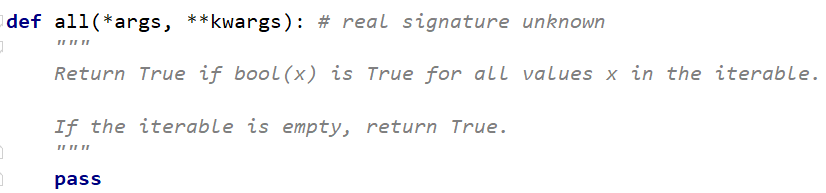 def all(*args, **kwargs): # real signature unknown
    """
    Return True if bool(x) is True for all values x in the iterable.

    If the iterable is empty, return True.
    """
    pass